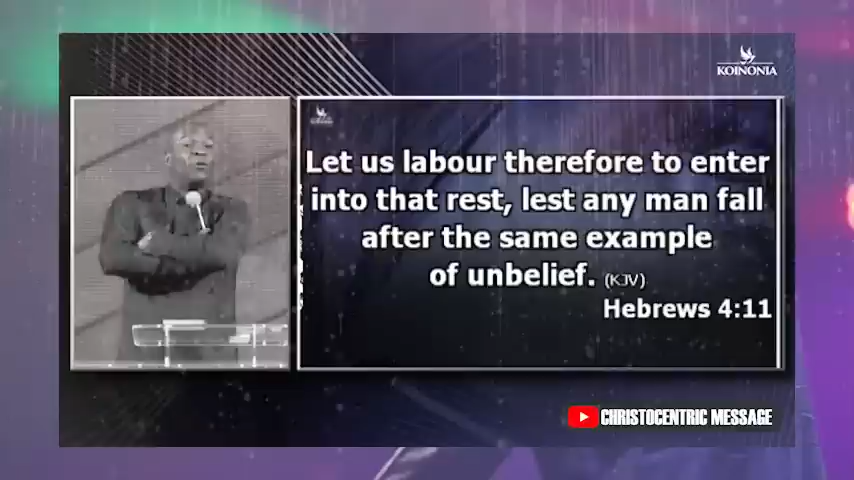 KOINONIA
Let us labour therefore to enter
into that rest, lest any man fall
after the same example
of unbelief. (KJV)
Hebrews 4:11
CHRISTOCENTRIC MESSAGE